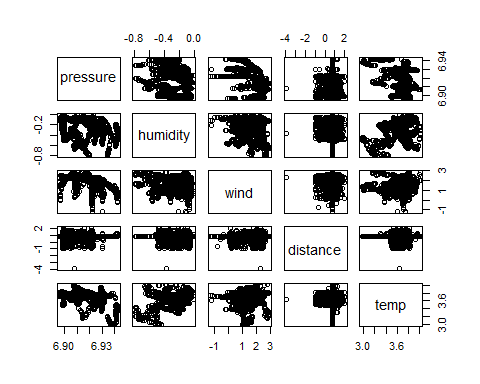 -0.8 -0.4 0.0 -4 -2 0 2
pressure 6.90 6.94
-0.8 -0.2 humidity
wind -1 1 3
-4 -1 2 distance
temp 3.0 3.6
6.90 6.93 -1 1 2 3 3.0 3.6